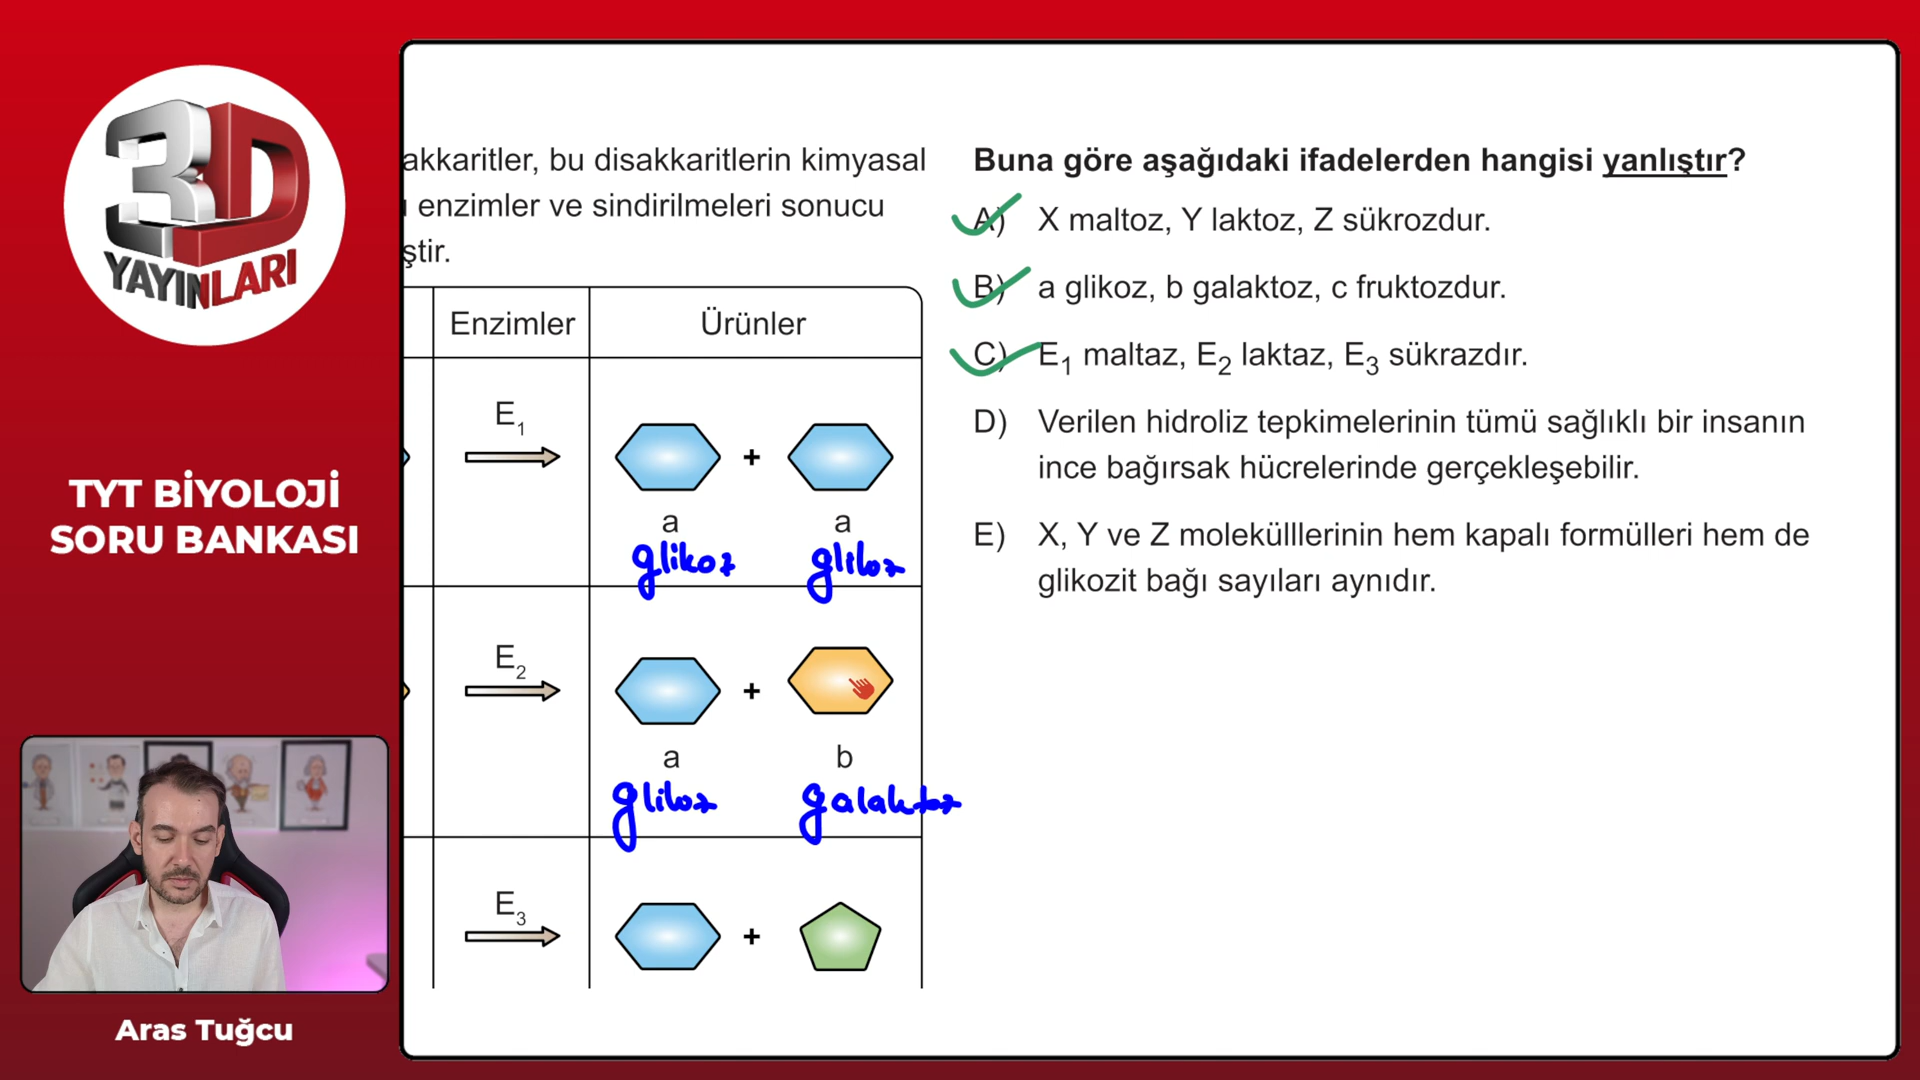 3D
YAYINLARI
TYT BİYOLOJİ
SORU BANKASI
Aras Tuğcu
akkaritler, bu disakkaritlerin kimyasal
enzimler ve sindirilmeleri sonucu
ştir.
Enzimler
Ürünler
E1
+
a
a
glikoz
glikoz
E2
+
a
b
glikoz
galaktoz
E3
+
Buna göre aşağıdaki ifadelerden hangisi yanlıştır?
A) X maltoz, Y laktoz, Z sükrozdur.
B) a glikoz, b galaktoz, c fruktozdur.
C) E1 maltaz, E2 laktaz, E3 sükrazdır.
D) Verilen hidroliz tepkimelerinin tümü sağlıklı bir insanın
ince bağırsak hücrelerinde gerçekleşebilir.
E) X, Y ve Z molekülllerinin hem kapalı formülleri hem de
glikozit bağı sayıları aynıdır.